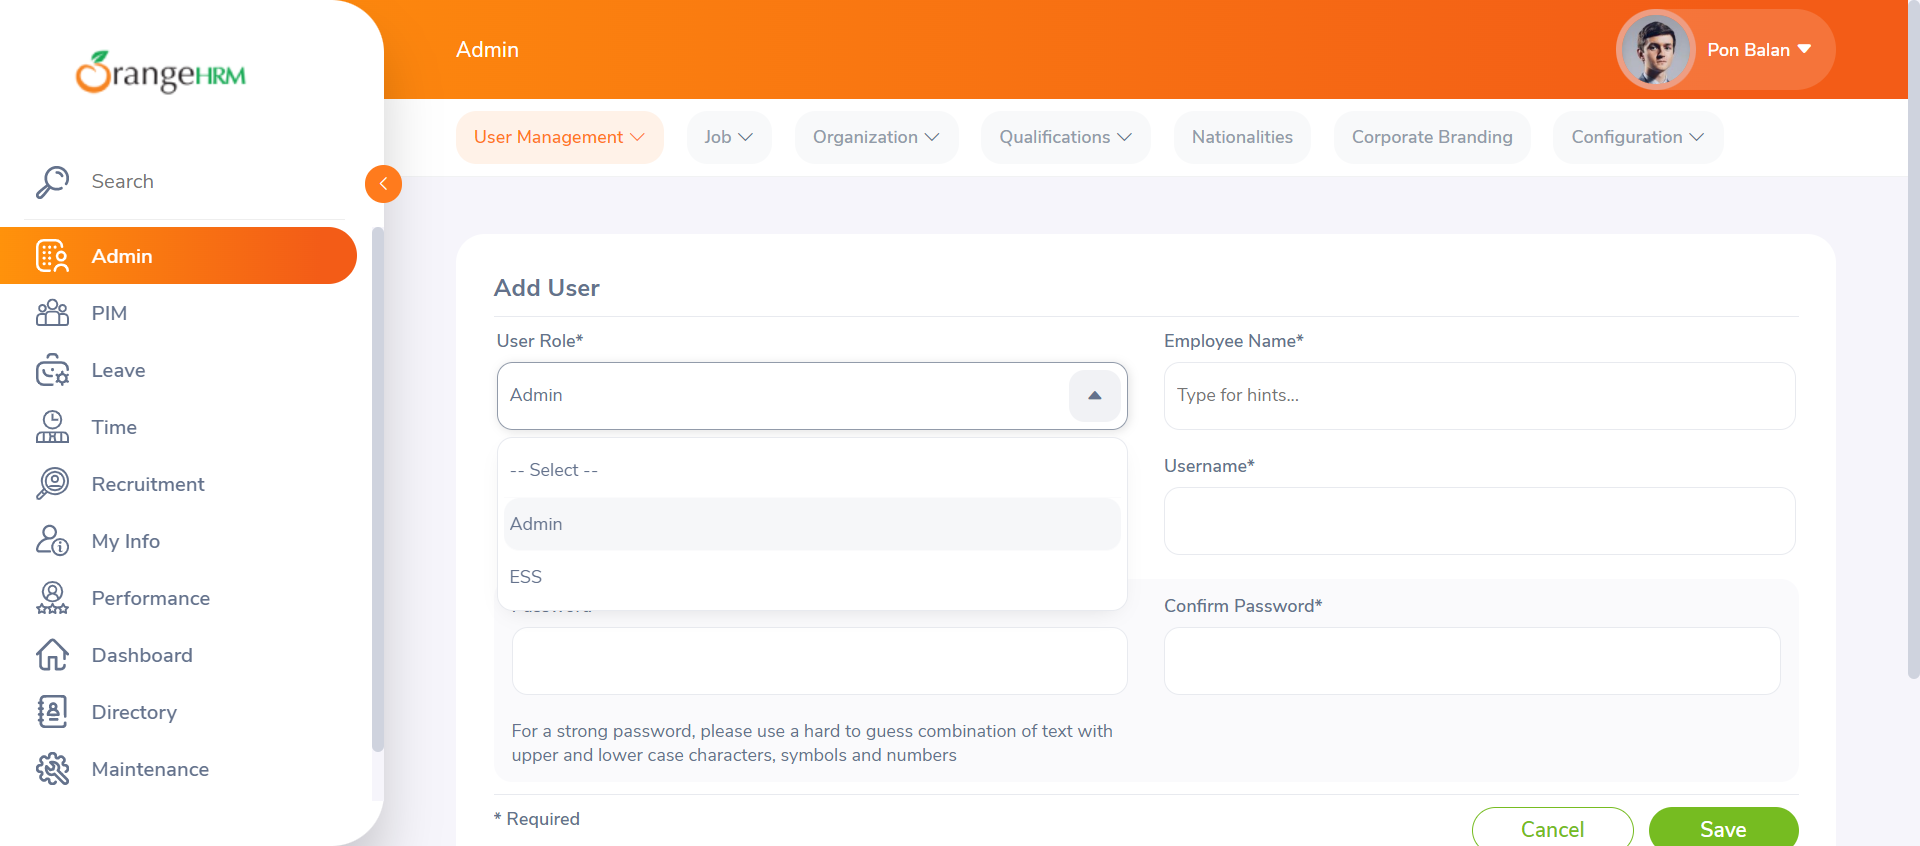 OrangeHRM
Admin
Pon Balan
User Management
Job
Organization
Qualifications
Nationalities
Corporate Branding
Configuration
Search
Admin
PIM
Leave
Time
Recruitment
My Info
Performance
Dashboard
Directory
Maintenance
Add User
User Role*
Admin
-- Select --
Admin
ESS
Employee Name*
Type for hints...
Username*
Confirm Password*
For a strong password, please use a hard to guess combination of text with
upper and lower case characters, symbols and numbers
* Required
Cancel
Save